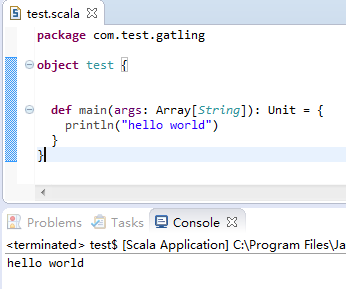 test.scala
package com.test.gatling
object test {
def main(args: Array[String]): Unit = {
println("hello world")
}
}
Problems Tasks Console
<terminated> test$ [Scala Application] C:\Program Files\Ja
hello world